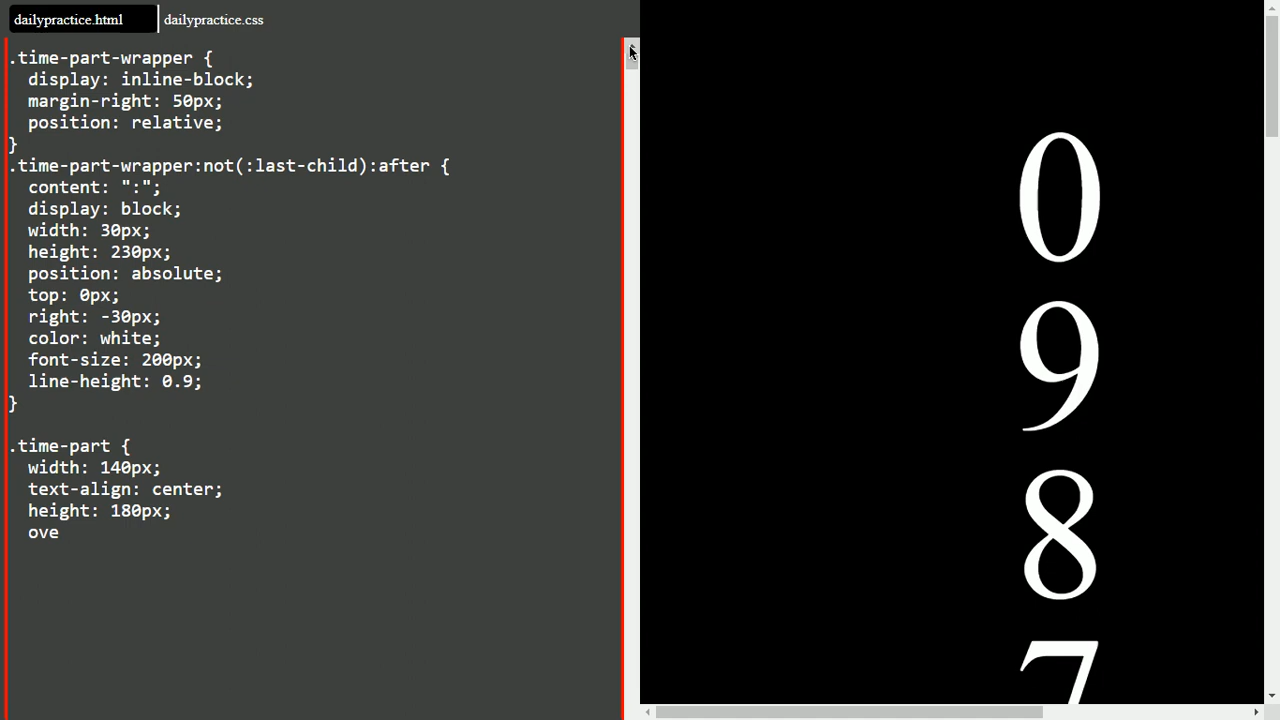 dailypractice.html dailypractice.css
.time-part-wrapper {
display: inline-block;
margin-right: 50px;
position: relative;
}
.time-part-wrapper:not(:last-child):after {
content: ":";
display: block;
width: 30px;
height: 230px;
position: absolute;
top: 0px;
right: -30px;
color: white;
font-size: 200px;
line-height: 0.9;
}
.time-part {
width: 140px;
text-align: center;
height: 180px;
ove
0
9
8
7